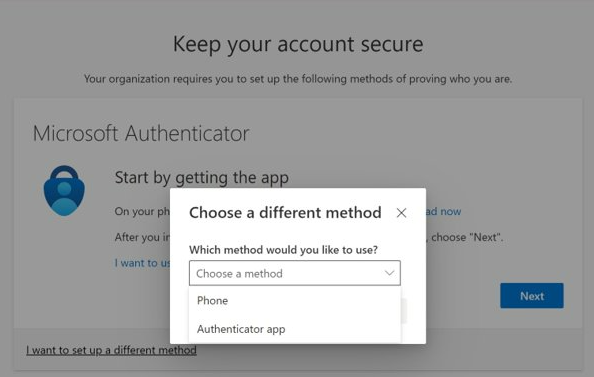 Keep your account secure
Your organization requires you to set up the following methods of proving who you are.
Microsoft Authenticator
Start by getting the app
On your ph
ad now
After you in
, choose "Next".
I want to us
Choose a different method
Which method would you like to use?
Choose a method
Phone
Authenticator app
Next
I want to set up a different method